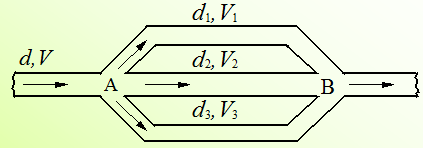 d₁, V₁
d, V
d₂, V₂
A
B
d₃, V₃